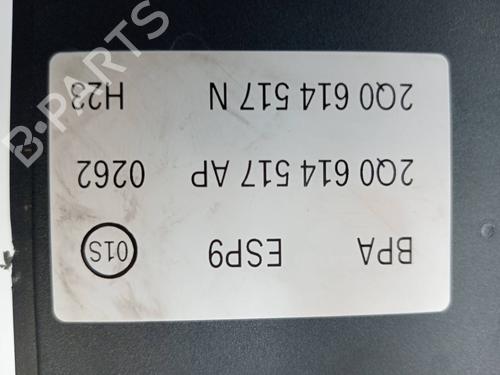 BPA ESP9 01S
2Q0 614 517 AP 0262
2Q0 614 517 N H23
B-PARTS